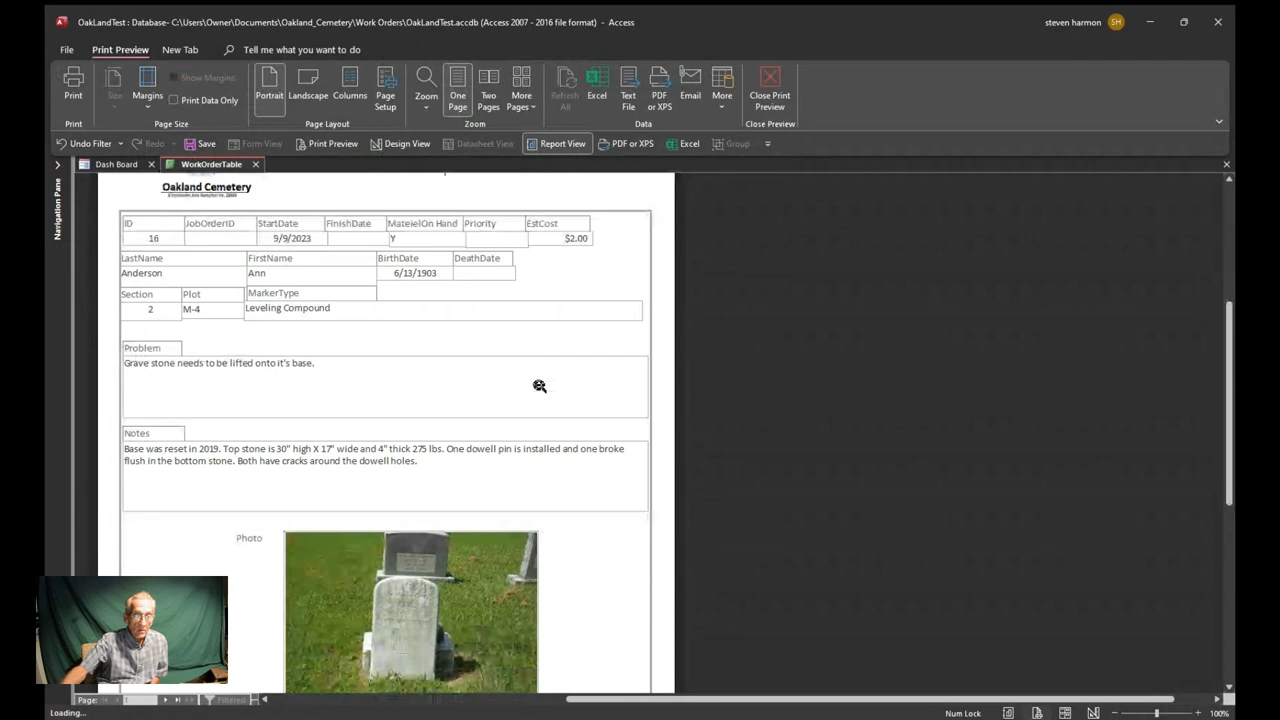 OakLandTest : Database- C:\Users\Owner\Documents\Oakland_Cemetery\Work Orders\OakLandTest.accdb (Access 2007 - 2016 file format) - Access
steven harmon SH
File Print Preview New Tab Tell me what you want to do
Print Size Margins Show Margins Print Data Only Portrait Landscape Columns Page Setup Zoom One Page Two Pages More Pages Refresh All Excel Text File PDF or XPS Email More Close Print Preview
Print Page Size Page Layout Zoom Data Close Preview
Undo Filter Redo Save Form View Print Preview Design View Datasheet View Report View PDF or XPS Excel Group
Dash Board WorkOrderTable
Navigation Pane
Oakland Cemetery
ID JobOrderID StartDate FinishDate MateielOn Hand Priority EstCost
16 9/9/2023 Y $2.00
LastName FirstName BirthDate DeathDate
Anderson Ann 6/13/1903
Section Plot MarkerType
2 M-4 Leveling Compound
Problem
Grave stone needs to be lifted onto it's base.
Notes
Base was reset in 2019. Top stone is 30" high X 17" wide and 4" thick 275 lbs. One dowell pin is installed and one broke
flush in the bottom stone. Both have cracks around the dowell holes.
Photo
Page: 1 Filtered
Loading... Num Lock 100%